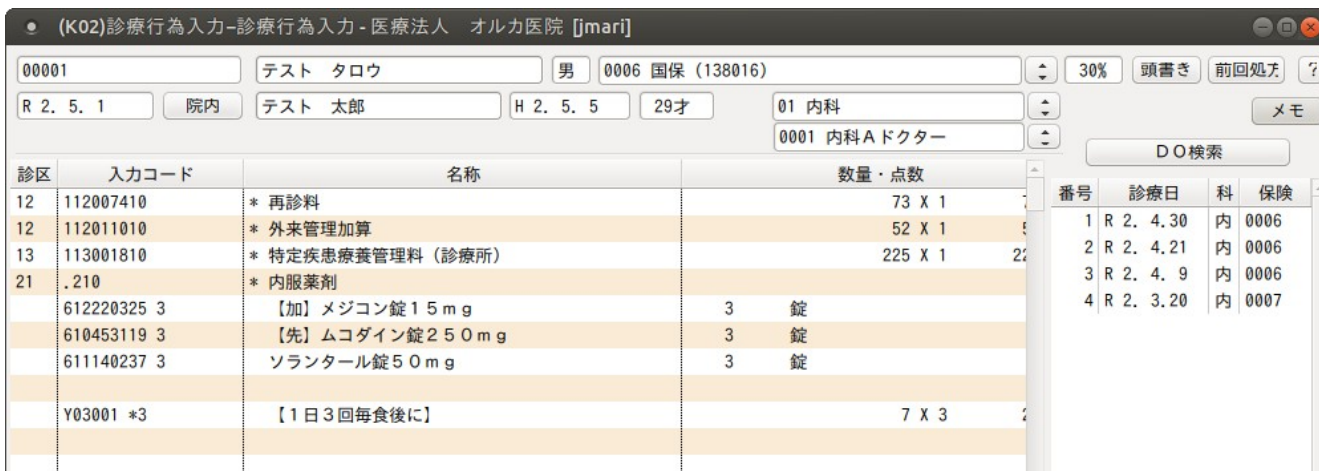 (K02)診療行為入力–診療行為入力 - 医療法人　オルカ医院 [jmari]
00001 テスト　タロウ 男 0006 国保 (138016) 30% 頭書き 前回処方 ?
R 2. 5. 1 院内 テスト　太郎 H 2. 5. 5 29才 01 内科 メモ
0001 内科Ａドクター
ＤＯ検索
診区 入力コード 名称 数量・点数
12 112007410 * 再診料 73 X 1
12 112011010 * 外来管理加算 52 X 1
13 113001810 * 特定疾患療養管理料（診療所） 225 X 1
21 .210 * 内服薬剤
612220325 3 【加】メジコン錠１５ｍｇ 3 錠
610453119 3 【先】ムコダイン錠２５０ｍｇ 3 錠
611140237 3 ソランタール錠５０ｍｇ 3 錠
Y03001 *3 【１日３回毎食後に】 7 X 3
番号 診療日 科 保険
1 R 2. 4.30 内 0006
2 R 2. 4.21 内 0006
3 R 2. 4. 9 内 0006
4 R 2. 3.20 内 0007